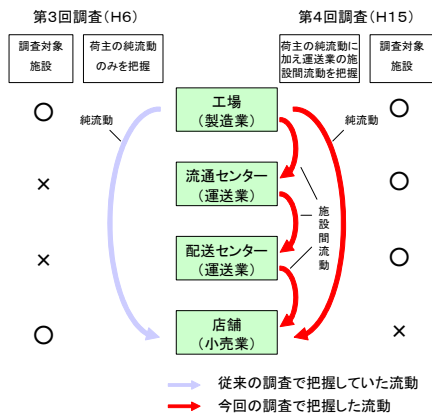 第3回調査(H6)
第4回調査(H15)
調査対象
施設
荷主の純流動
のみを把握
荷主の純流動に
加え運送業の施
設間流動を把握
調査対象
施設
○
純流動
工場
(製造業)
純流動
○
×
流通センター
(運送業)
○
施設間流動
×
配送センター
(運送業)
○
○
店舗
(小売業)
×
従来の調査で把握していた流動
今回の調査で把握した流動